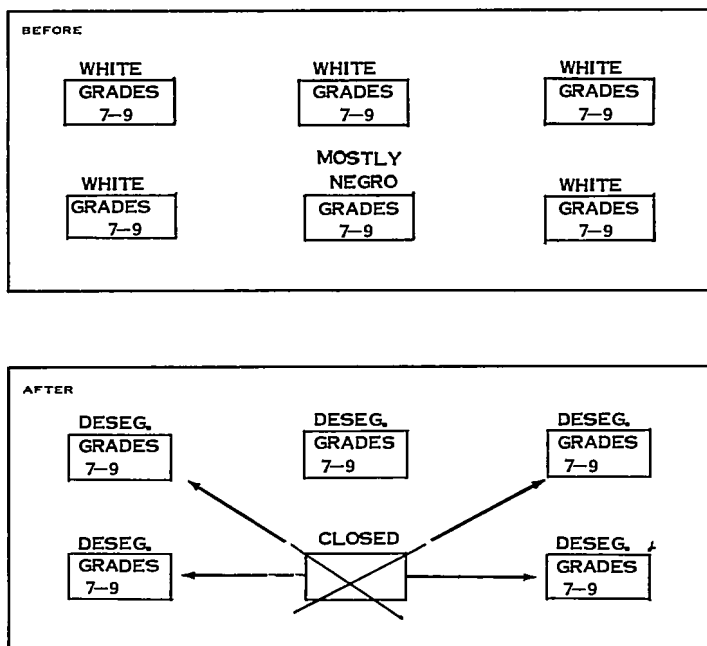 BEFORE
WHITE
GRADES
7—9
WHITE
GRADES
7—9
WHITE
GRADES
7—9
WHITE
GRADES
7—9
MOSTLY
NEGRO
GRADES
7—9
WHITE
GRADES
7—9
AFTER
DESEG.
GRADES
7—9
DESEG.
GRADES
7—9
DESEG.
GRADES
7—9
DESEG.
GRADES
7—9
CLOSED
DESEG.
GRADES
7—9